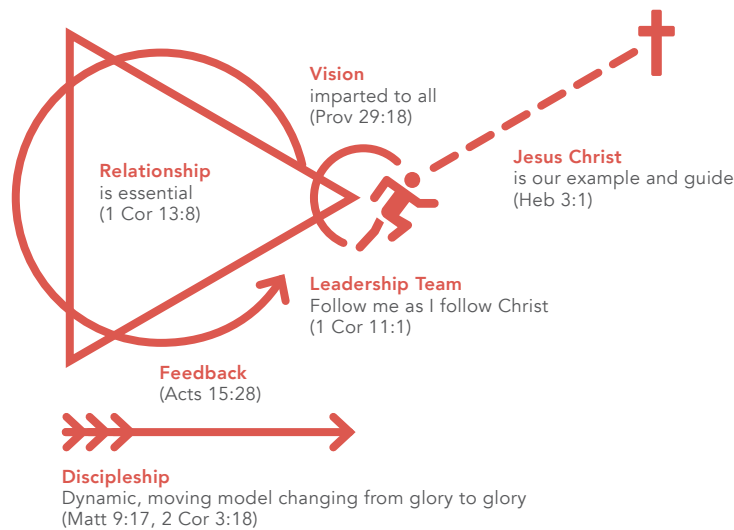 Vision
imparted to all
(Prov 29:18)
Relationship
is essential
(1 Cor 13:8)
Jesus Christ
is our example and guide
(Heb 3:1)
Leadership Team
Follow me as I follow Christ
(1 Cor 11:1)
Feedback
(Acts 15:28)
Discipleship
Dynamic, moving model changing from glory to glory
(Matt 9:17, 2 Cor 3:18)